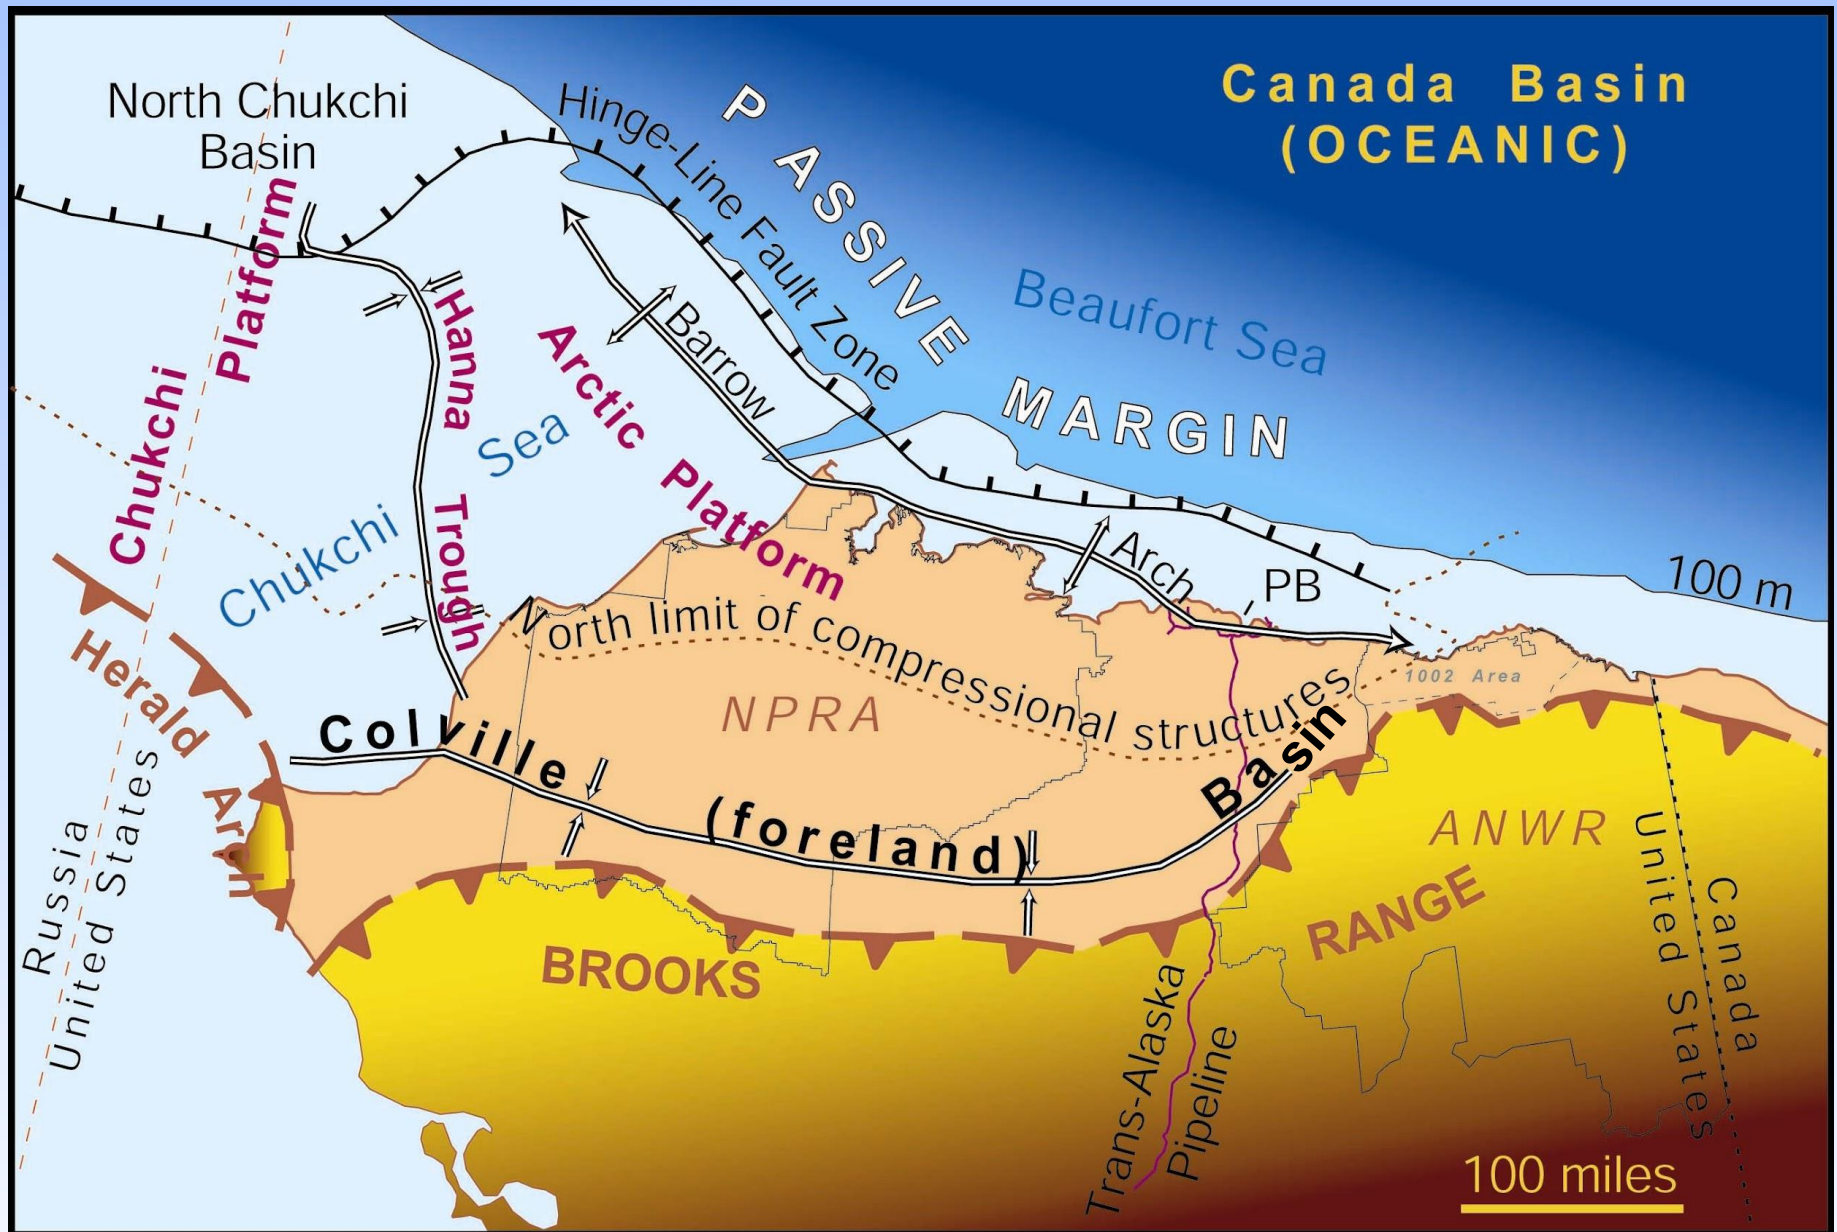 North Chukchi
Basin
Hinge-Line Fault Zone
PASSIVE
MARGIN
Canada Basin
(OCEANIC)
Beaufort Sea
Chukchi
Platform
Hanna Trough
Arctic Platform
Barrow
Arch
Chukchi Sea
PB
100 m
North limit of compressional structures
NPRA
1002 Area
Herald
Arch
Colville (foreland) Basin
ANWR
BROOKS
RANGE
Russia
United States
Trans-Alaska
Pipeline
Canada
United States
100 miles